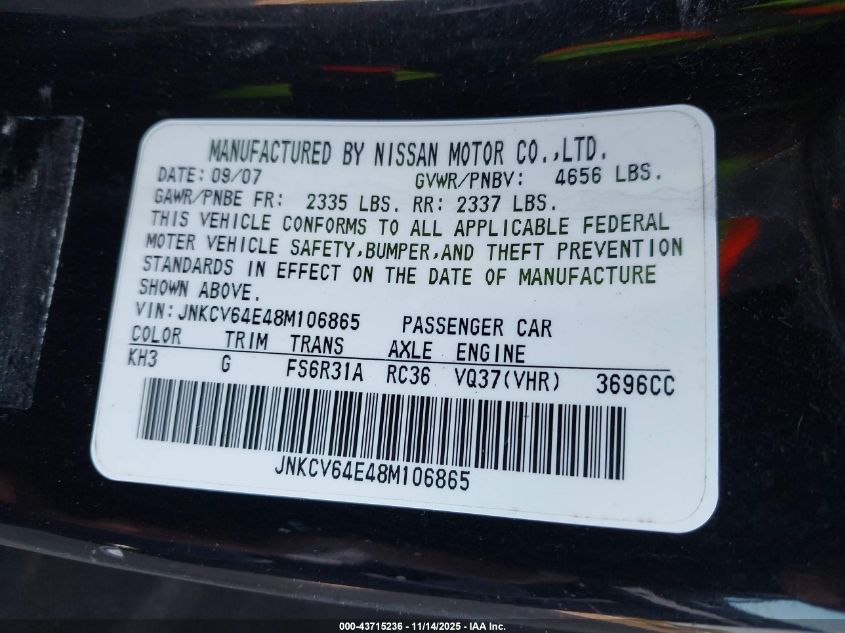 MANUFACTURED BY NISSAN MOTOR CO.,LTD.
DATE: 09/07 GVWR/PNBV: 4656 LBS.
GAWR/PNBE FR: 2335 LBS. RR: 2337 LBS.
THIS VEHICLE CONFORMS TO ALL APPLICABLE FEDERAL
MOTER VEHICLE SAFETY,BUMPER,AND THEFT PREVENTION
STANDARDS IN EFFECT ON THE DATE OF MANUFACTURE
SHOWN ABOVE.
VIN: JNKCV64E48M106865 PASSENGER CAR
COLOR TRIM TRANS AXLE ENGINE
KH3 G FS6R31A RC36 VQ37(VHR) 3696CC
JNKCV64E48M106865
000-43715236 - 11/14/2025 - IAA Inc.